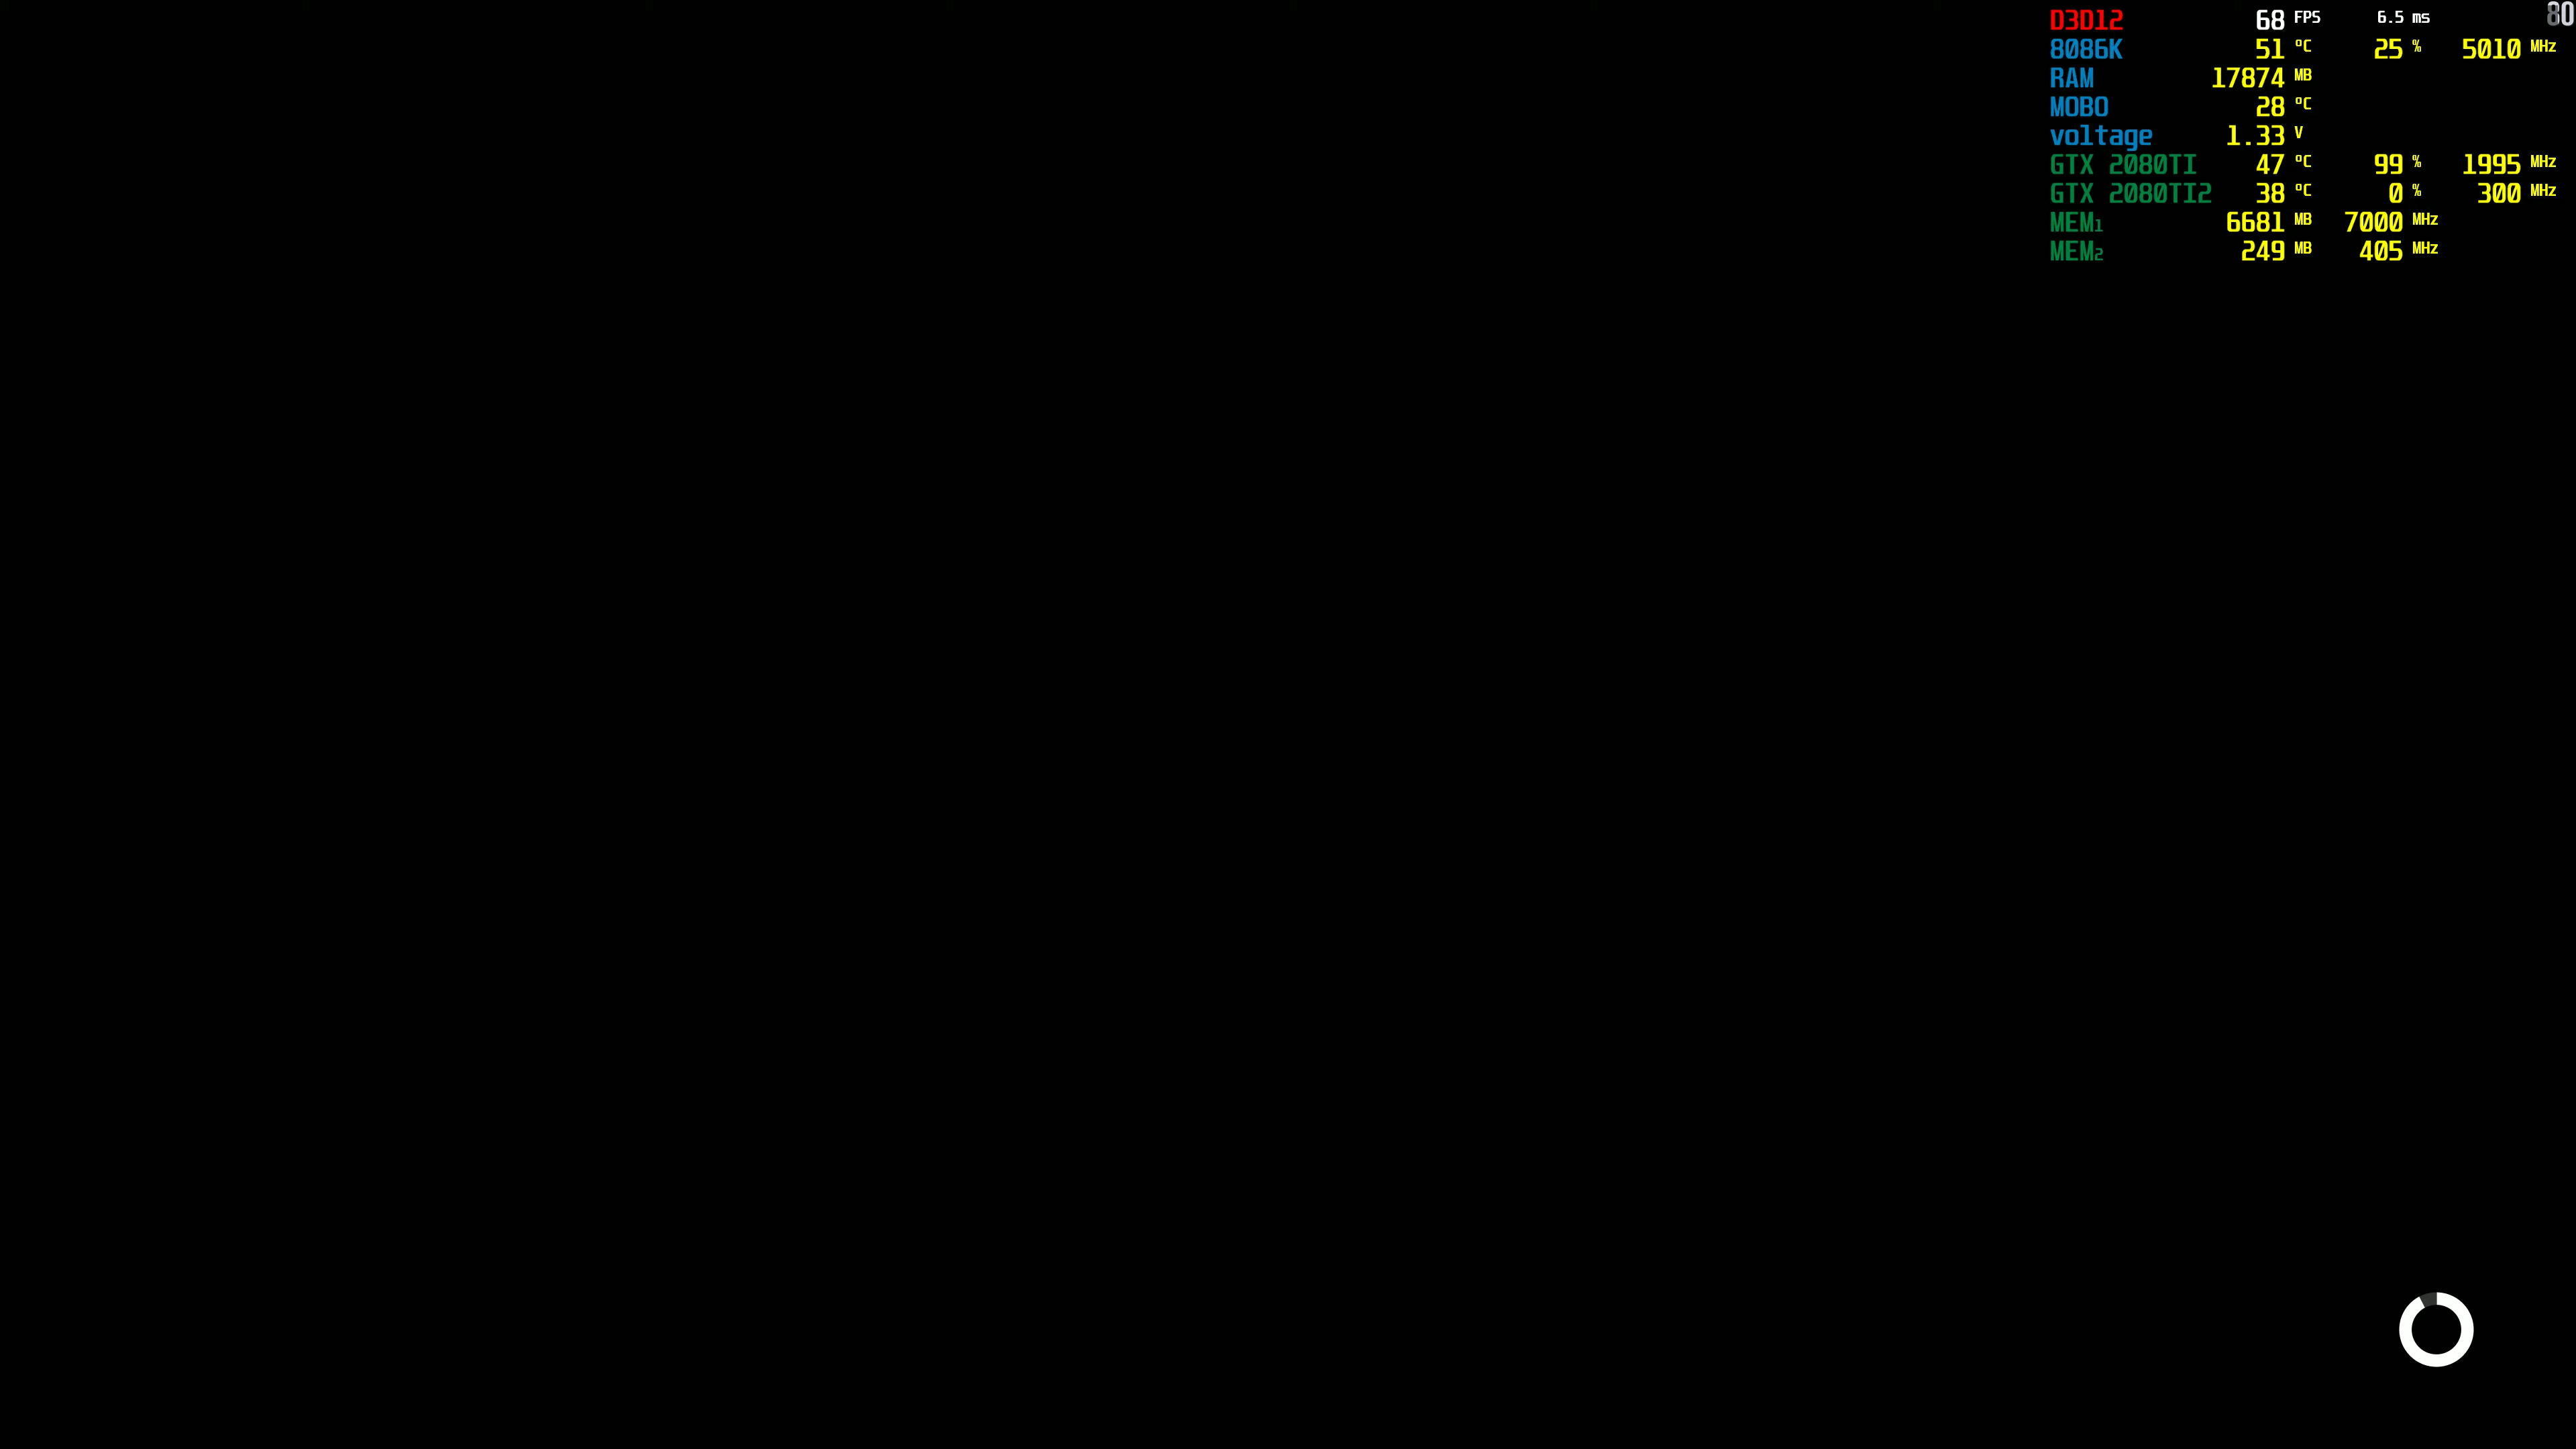 D3D12 68 FPS 6.5 ms 80
8086K 51 °C 25 % 5010 MHz
RAM 17874 MB
MOBO 28 °C
voltage 1.33 V
GTX 2080TI 47 °C 99 % 1995 MHz
GTX 2080TI2 38 °C 0 % 300 MHz
MEM1 6681 MB 7000 MHz
MEM2 249 MB 405 MHz